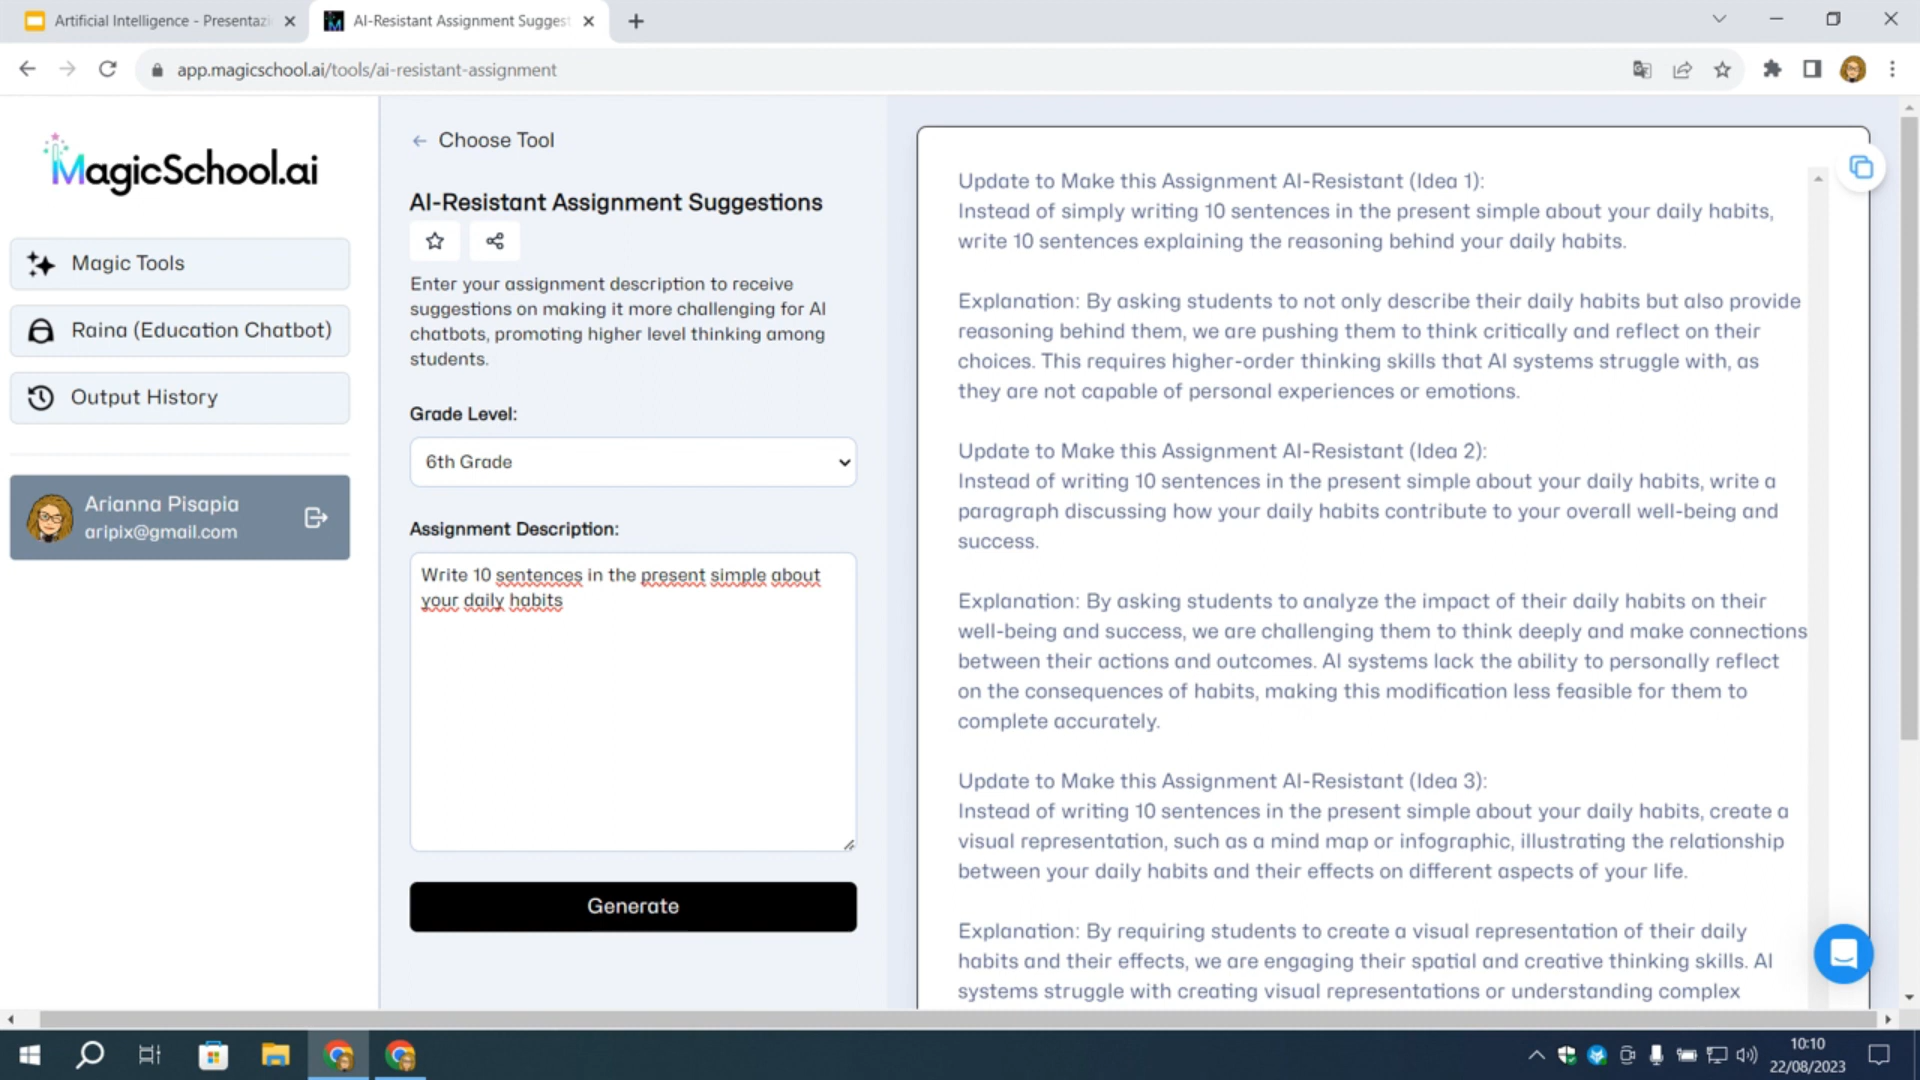 Artificial Intelligence - Presentazi
AI-Resistant Assignment Suggest
app.magicschool.ai/tools/ai-resistant-assignment
MagicSchool.ai
Magic Tools
Raina (Education Chatbot)
Output History
Arianna Pisapia
aripix@gmail.com
Choose Tool
AI-Resistant Assignment Suggestions
Enter your assignment description to receive
suggestions on making it more challenging for AI
chatbots, promoting higher level thinking among
students.
Grade Level:
6th Grade
Assignment Description:
Write 10 sentences in the present simple about
your daily habits
Generate
Update to Make this Assignment AI-Resistant (Idea 1):
Instead of simply writing 10 sentences in the present simple about your daily habits,
write 10 sentences explaining the reasoning behind your daily habits.
Explanation: By asking students to not only describe their daily habits but also provide
reasoning behind them, we are pushing them to think critically and reflect on their
choices. This requires higher-order thinking skills that AI systems struggle with, as
they are not capable of personal experiences or emotions.
Update to Make this Assignment AI-Resistant (Idea 2):
Instead of writing 10 sentences in the present simple about your daily habits, write a
paragraph discussing how your daily habits contribute to your overall well-being and
success.
Explanation: By asking students to analyze the impact of their daily habits on their
well-being and success, we are challenging them to think deeply and make connections
between their actions and outcomes. AI systems lack the ability to personally reflect
on the consequences of habits, making this modification less feasible for them to
complete accurately.
Update to Make this Assignment AI-Resistant (Idea 3):
Instead of writing 10 sentences in the present simple about your daily habits, create a
visual representation, such as a mind map or infographic, illustrating the relationship
between your daily habits and their effects on different aspects of your life.
Explanation: By requiring students to create a visual representation of their daily
habits and their effects, we are engaging their spatial and creative thinking skills. AI
systems struggle with creating visual representations or understanding complex
10:10
22/08/2023